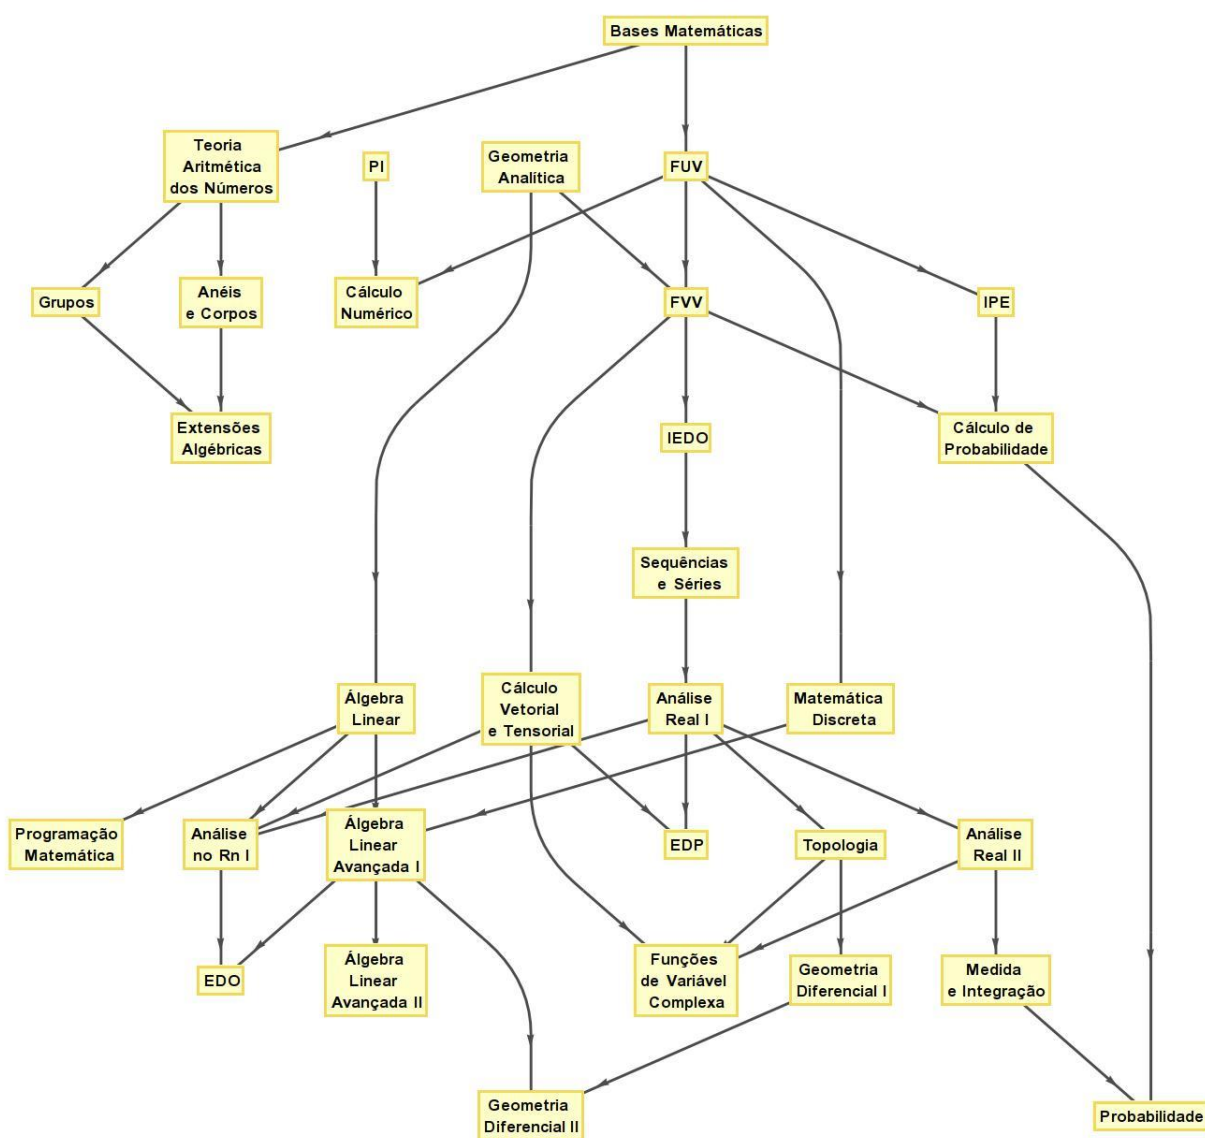 Bases Matemáticas
Teoria
Aritmética
dos Números
PI
Geometria
Analítica
FUV
Grupos
Anéis
e Corpos
Cálculo
Numérico
FVV
IPE
Extensões
Algébricas
IEDO
Cálculo de
Probabilidade
Sequências
e Séries
Álgebra
Linear
Cálculo
Vetorial
e Tensorial
Análise
Real I
Matemática
Discreta
Programação
Matemática
Análise
no Rn I
Álgebra
Linear
Avançada I
EDP
Topologia
Análise
Real II
EDO
Álgebra
Linear
Avançada II
Funções
de Variável
Complexa
Geometria
Diferencial I
Medida
e Integração
Geometria
Diferencial II
Probabilidade